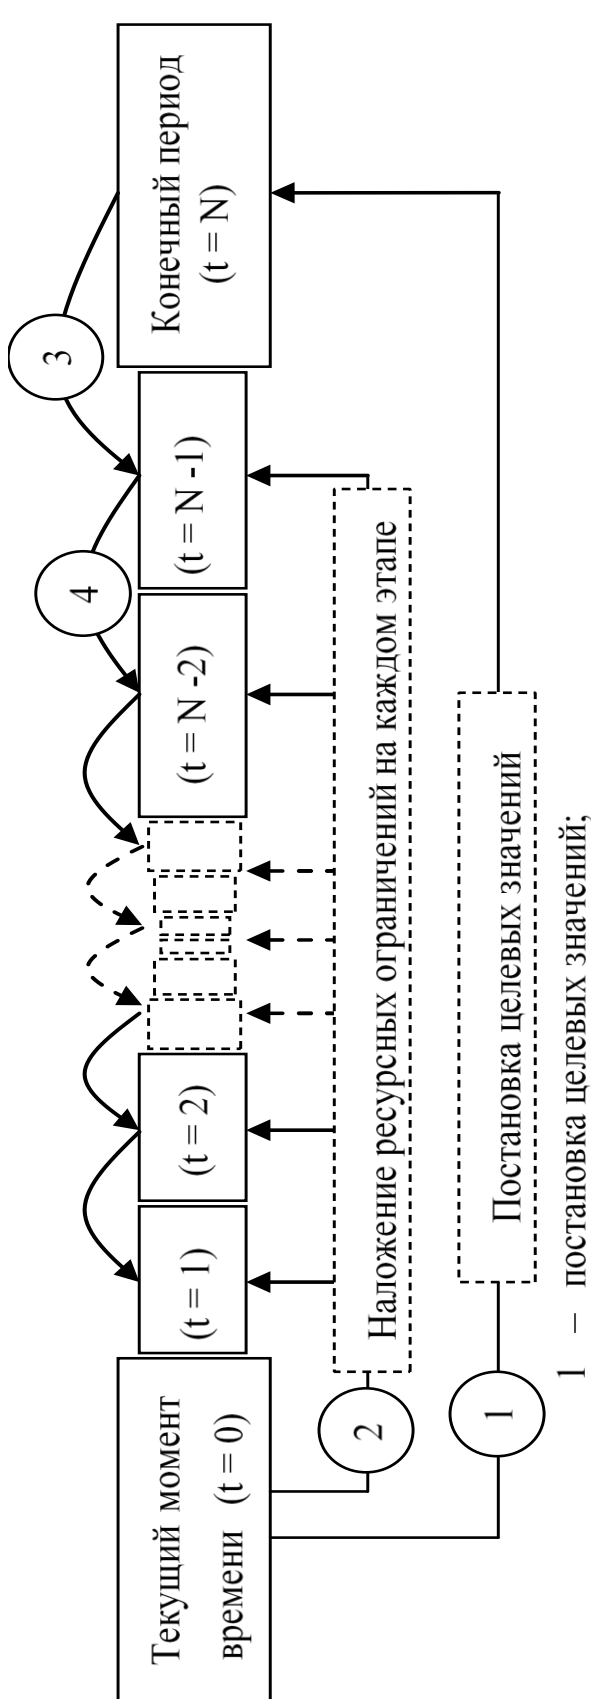 Текущий момент
времени (t = 0)
(t = 1)
(t = 2)
(t = N -2)
(t = N -1)
Конечный период
(t = N)
3
4
2
Наложение ресурсных ограничений на каждом этапе
1
Постановка целевых значений
1 – постановка целевых значений;